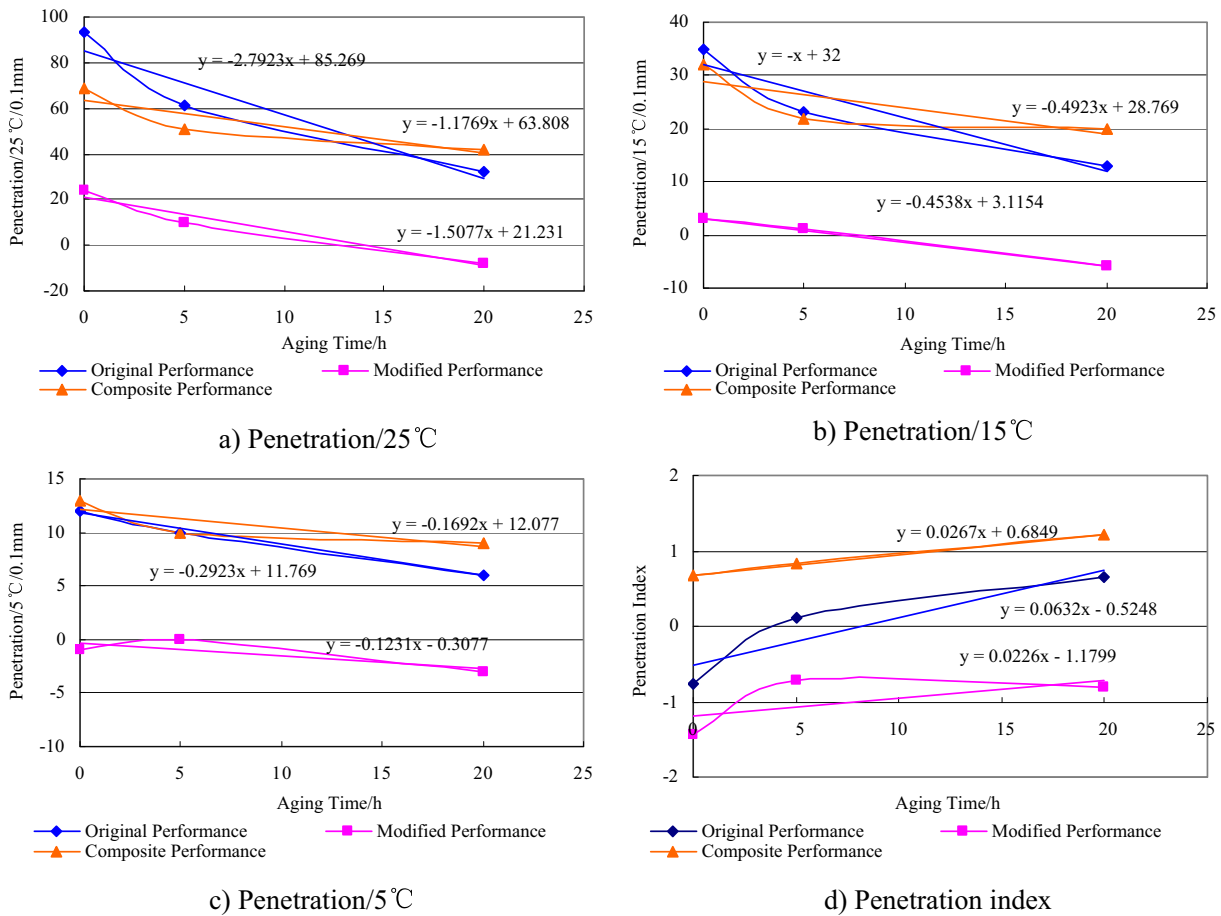 100
80
60
40
20
0
-20
Penetration/25℃/0.1mm
y = -2.7923x + 85.269
y = -1.1769x + 63.808
y = -1.5077x + 21.231
0 5 10 15 20 25
Aging Time/h
Original Performance
Modified Performance
Composite Performance
a) Penetration/25℃
40
30
20
10
0
-10
Penetration/15℃/0.1mm
y = -x + 32
y = -0.4923x + 28.769
y = -0.4538x + 3.1154
0 5 10 15 20 25
Aging Time/h
Original Performance
Modified Performance
Composite Performance
b) Penetration/15℃
15
10
5
0
-5
-10
Penetration/5℃/0.1mm
y = -0.1692x + 12.077
y = -0.2923x + 11.769
y = -0.1231x - 0.3077
0 5 10 15 20 25
Aging Time/h
Original Performance
Modified Performance
Composite Performance
c) Penetration/5℃
2
1
0
-1
-2
Penetration Index
y = 0.0267x + 0.6849
y = 0.0632x - 0.5248
y = 0.0226x - 1.1799
0 5 10 15 20 25
Aging Time/h
Original Performance
Modified Performance
Composite Performance
d) Penetration index